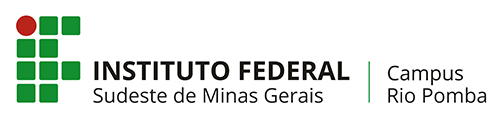 INSTITUTO FEDERAL
Sudeste de Minas Gerais
Campus
Rio Pomba